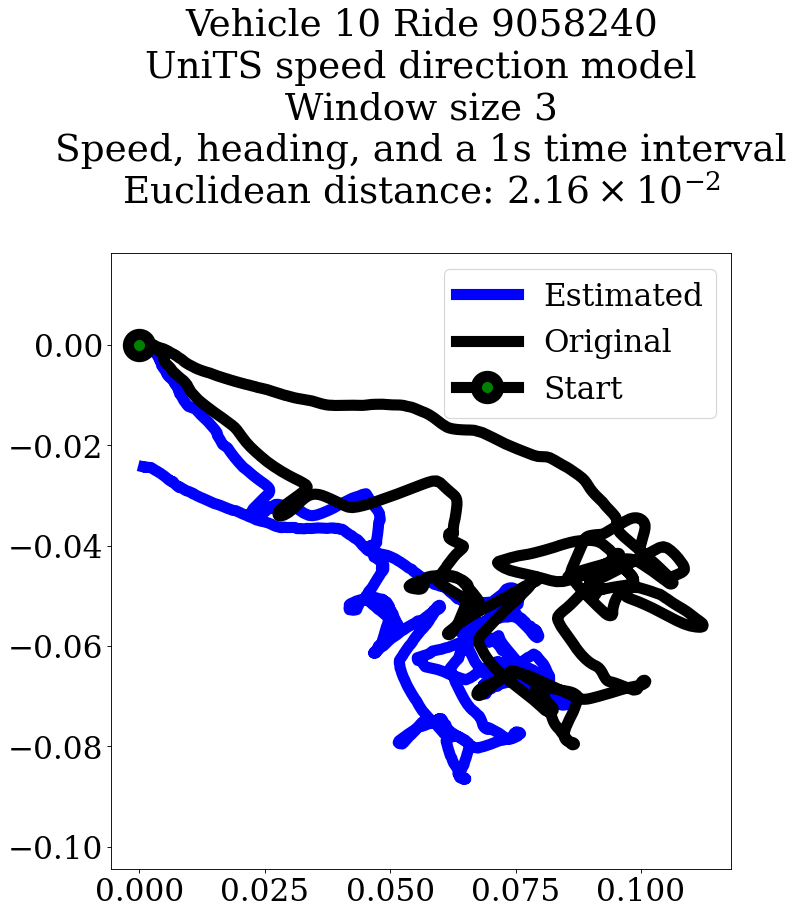 Vehicle 10 Ride 9058240
UniTS speed direction model
Window size 3
Speed, heading, and a 1s time interval
Euclidean distance: 2.16 × 10⁻²
Estimated
Original
Start
0.00
−0.02
−0.04
−0.06
−0.08
−0.10
0.000 0.025 0.050 0.075 0.100